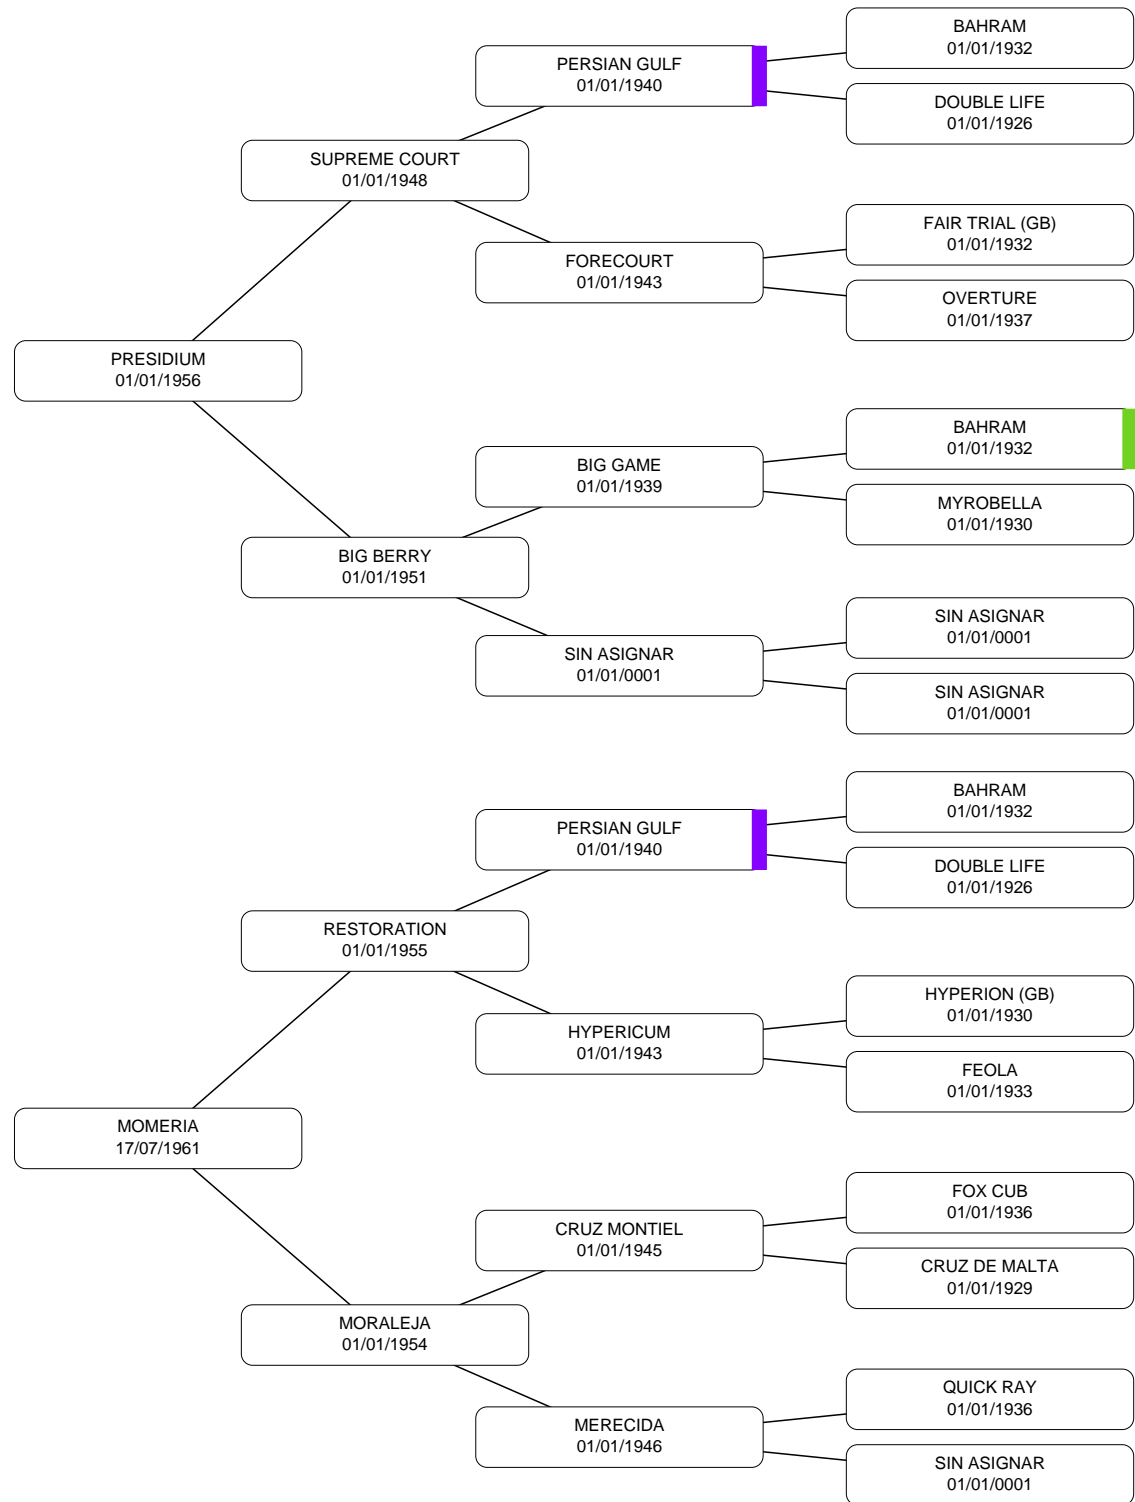 BAHRAM
01/01/1932
PERSIAN GULF
01/01/1940
DOUBLE LIFE
01/01/1926
SUPREME COURT
01/01/1948
FAIR TRIAL (GB)
01/01/1932
FORECOURT
01/01/1943
OVERTURE
01/01/1937
PRESIDIUM
01/01/1956
BAHRAM
01/01/1932
BIG GAME
01/01/1939
MYROBELLA
01/01/1930
BIG BERRY
01/01/1951
SIN ASIGNAR
01/01/0001
SIN ASIGNAR
01/01/0001
SIN ASIGNAR
01/01/0001
BAHRAM
01/01/1932
PERSIAN GULF
01/01/1940
DOUBLE LIFE
01/01/1926
RESTORATION
01/01/1955
HYPERION (GB)
01/01/1930
HYPERICUM
01/01/1943
FEOLA
01/01/1933
MOMERIA
17/07/1961
FOX CUB
01/01/1936
CRUZ MONTIEL
01/01/1945
CRUZ DE MALTA
01/01/1929
MORALEJA
01/01/1954
QUICK RAY
01/01/1936
MERECIDA
01/01/1946
SIN ASIGNAR
01/01/0001